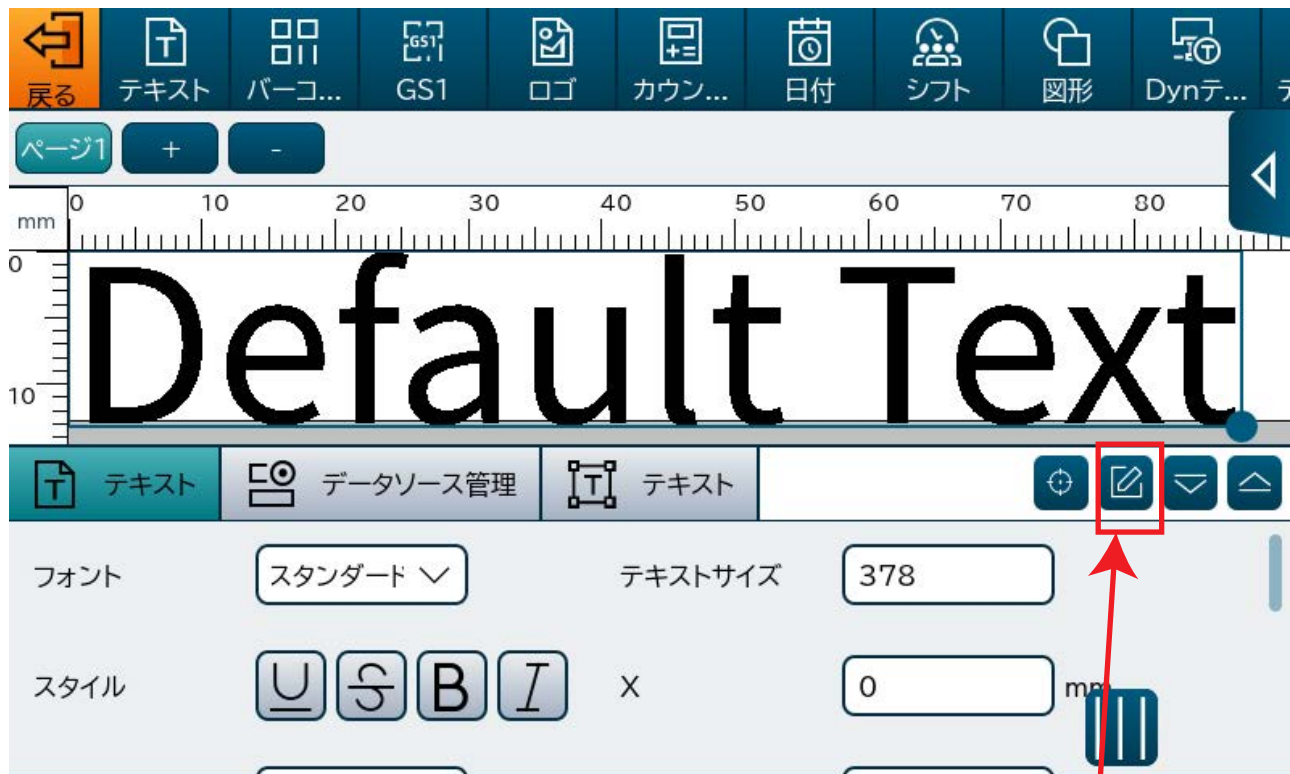 戻る テキスト バーコ... GS1 ロゴ カウン... 日付 シフト 図形 Dynテ... テ
ページ1 + -
mm 0 10 20 30 40 50 60 70 80
0
Default Text
10
テキスト データソース管理 テキスト
フォント スタンダード テキストサイズ 378
スタイル U S B I X 0 mm